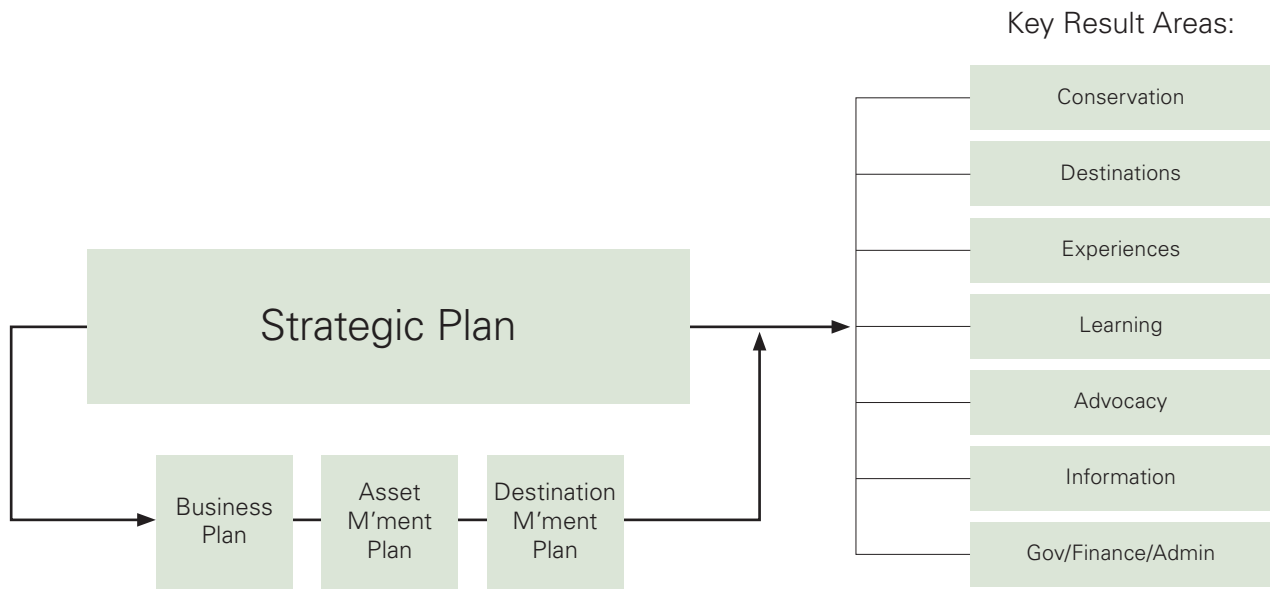 Key Result Areas:
Conservation
Destinations
Experiences
Strategic Plan
Learning
Advocacy
Business
Plan
Asset
M'ment
Plan
Destination
M'ment
Plan
Information
Gov/Finance/Admin